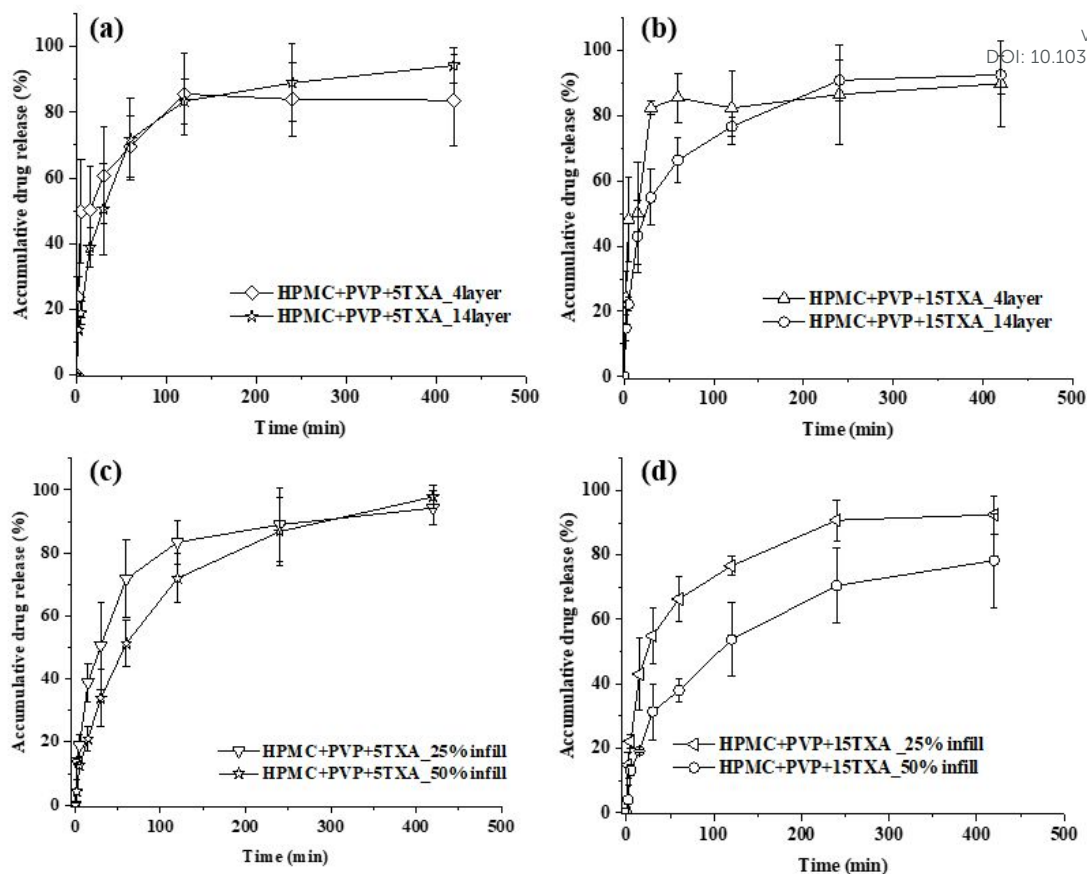 (a)
Accumulative drug release (%)
100
80
60
40
20
0
HPMC+PVP+5TXA_4layer
HPMC+PVP+5TXA_14layer
0 100 200 300 400 500
Time (min)
(b)
DOI: 10.103
Accumulative drug release (%)
100
80
60
40
20
0
HPMC+PVP+15TXA_4layer
HPMC+PVP+15TXA_14layer
0 100 200 300 400 500
Time (min)
(c)
Accumulative drug release (%)
100
80
60
40
20
0
HPMC+PVP+5TXA_25% infill
HPMC+PVP+5TXA_50% infill
0 100 200 300 400 500
Time (min)
(d)
Accumulative drug release (%)
100
80
60
40
20
0
HPMC+PVP+15TXA _25% infill
HPMC+PVP+15TXA_50% infill
0 100 200 300 400 500
Time (min)